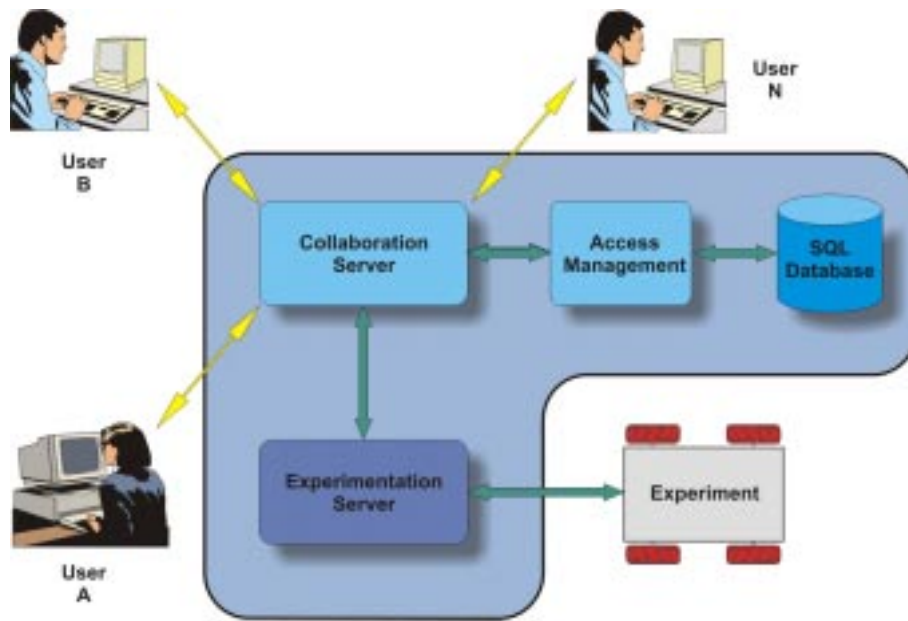 User
B
User
N
Collaboration
Server
Access
Management
SQL
Database
Experimentation
Server
Experiment
User
A